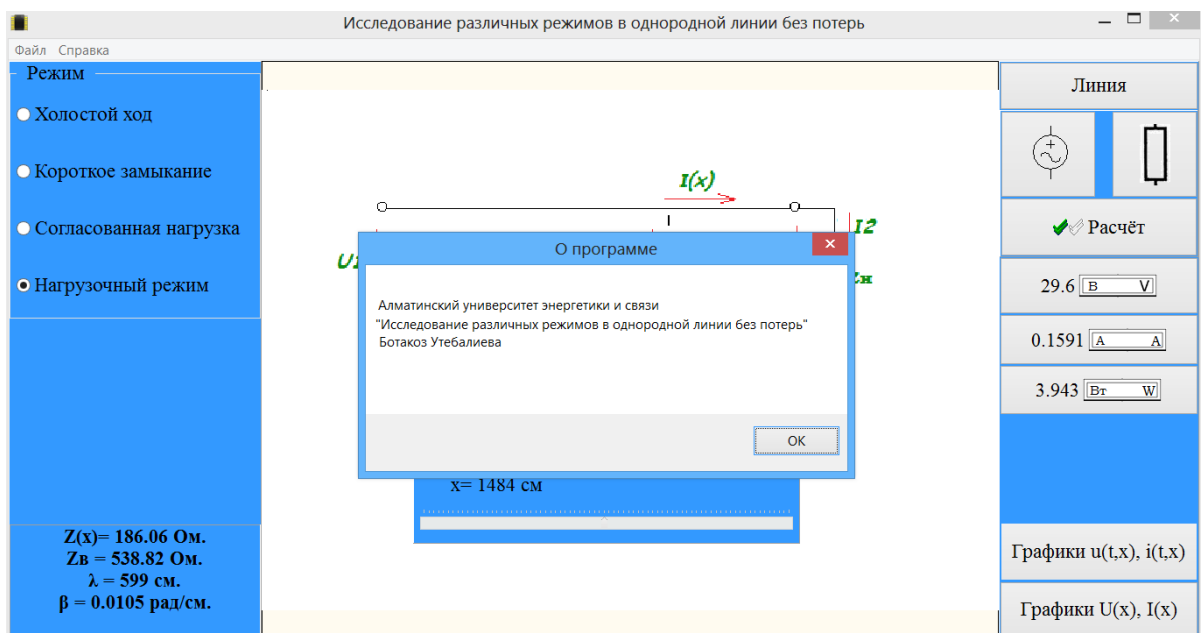 Исследование различных режимов в однородной линии без потерь
Файл Справка
Режим
Холостой ход
Короткое замыкание
Согласованная нагрузка
Нагрузочный режим
Z(x)= 186.06 Ом.
Zв = 538.82 Ом.
λ = 599 см.
β = 0.0105 рад/см.
I(x)
I2
О программе
Алматинский университет энергетики и связи
"Исследование различных режимов в однородной линии без потерь"
Ботакоз Утебалиева
OK
x= 1484 см
Линия
Расчёт
29.6 В V
0.1591 А A
3.943 Вт W
Графики u(t,x), i(t,x)
Графики U(x), I(x)